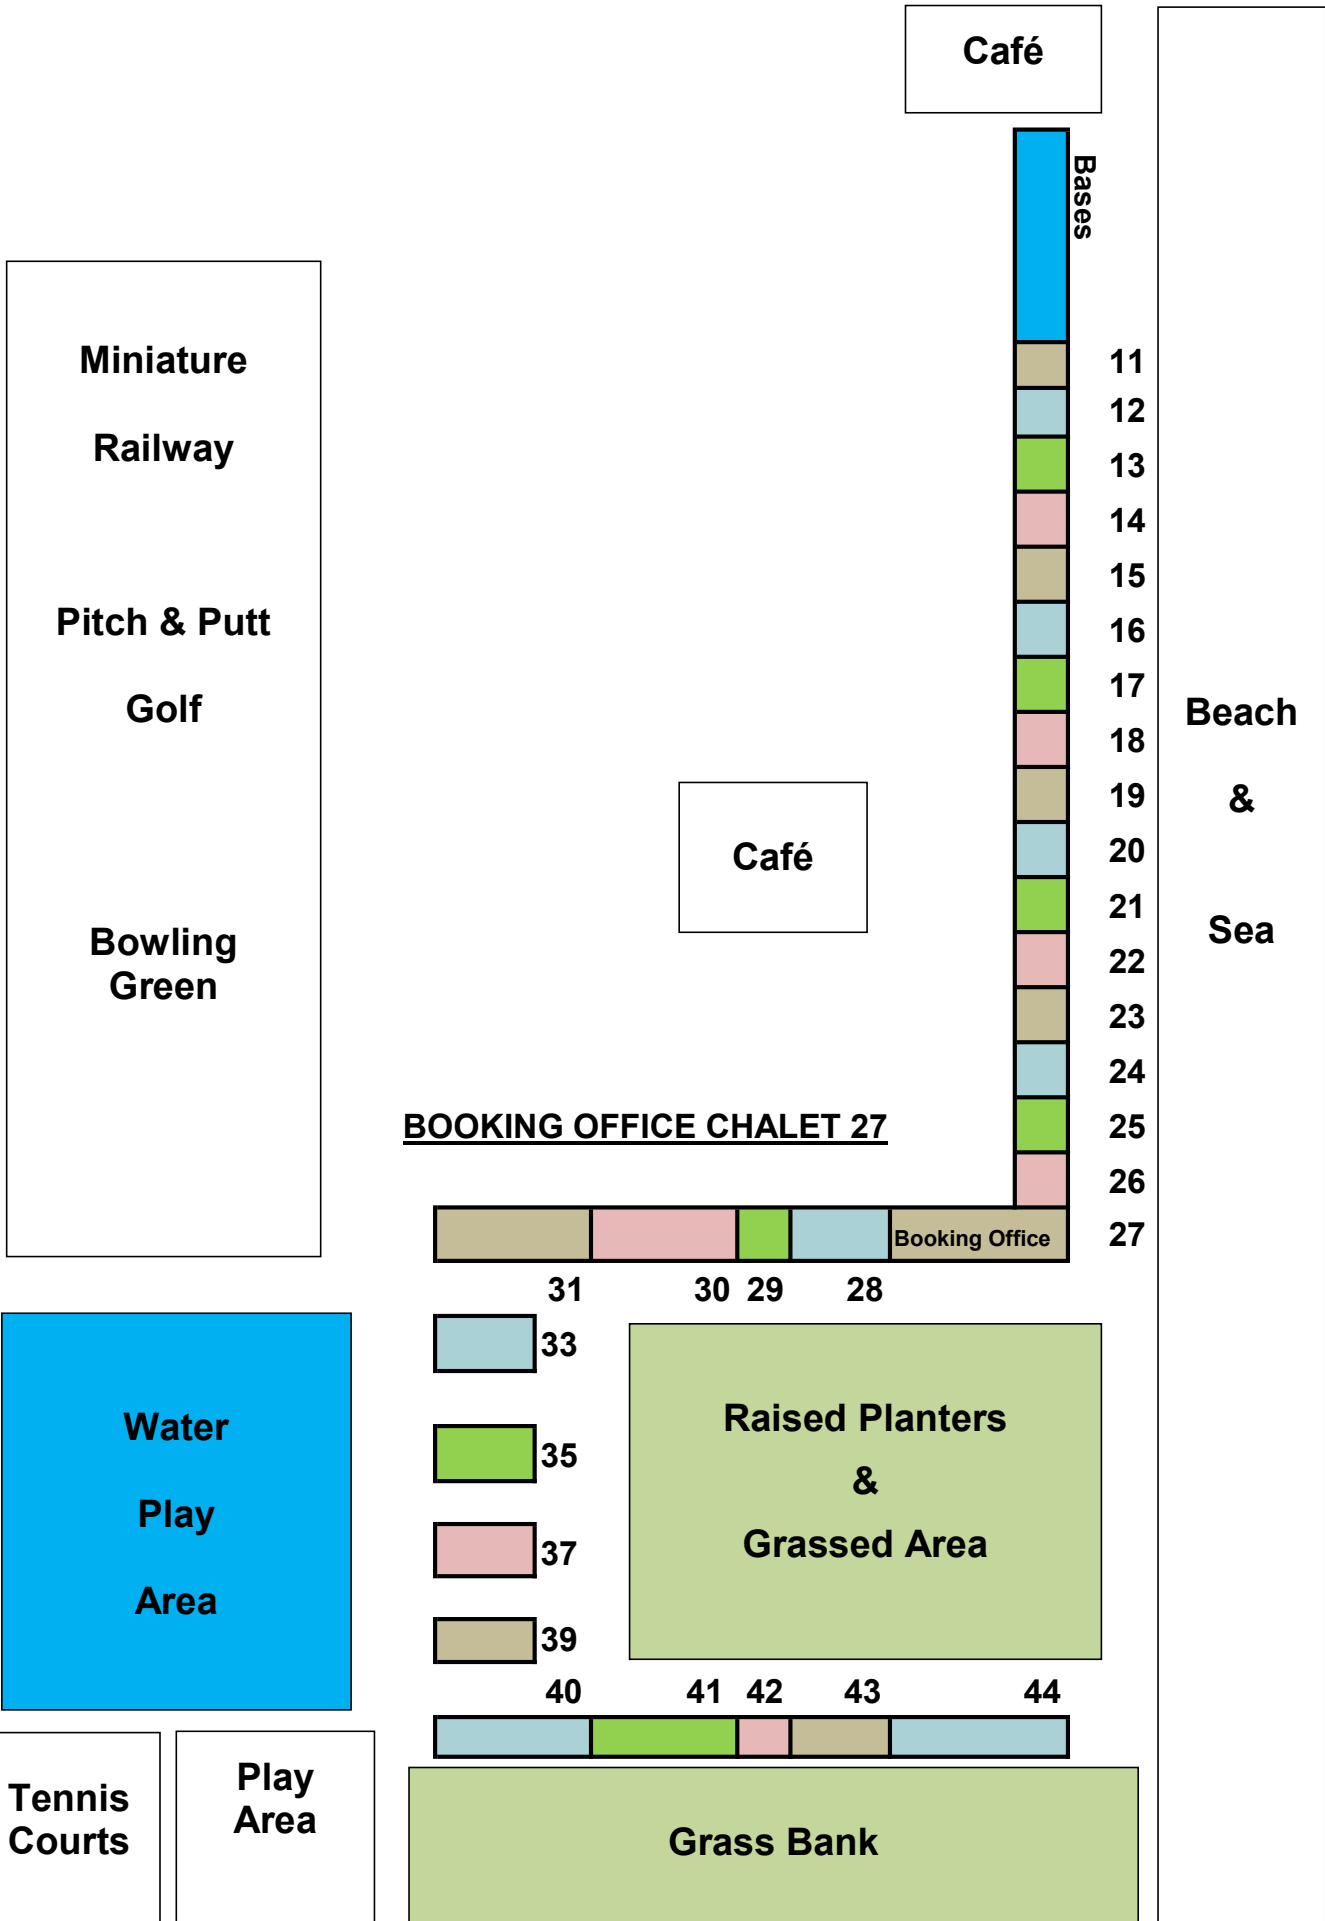 Café
Bases
Miniature
Railway
Pitch & Putt
Golf
Bowling
Green
Café
11
12
13
14
15
16
17
18
19
20
21
22
23
24
25
26
27
Beach
&
Sea
BOOKING OFFICE CHALET 27
Booking Office
31 30 29 28
33
35
37
39
Water
Play
Area
Raised Planters
&
Grassed Area
40 41 42 43 44
Tennis
Courts
Play
Area
Grass Bank